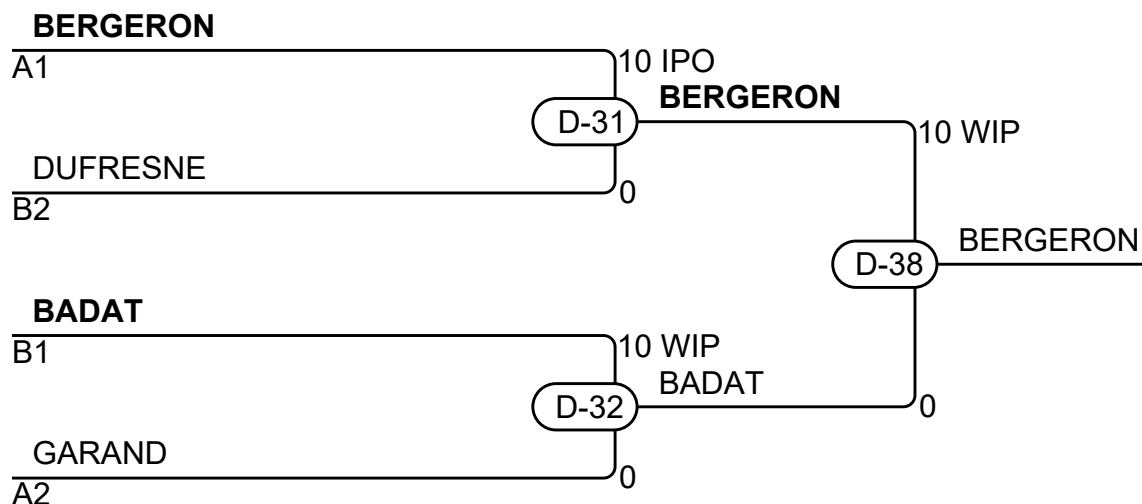 BERGERON
A1
10 IPO
BERGERON
D-31
10 WIP
DUFRESNE
B2
0
BERGERON
D-38
BADAT
B1
10 WIP
BADAT
D-32
0
GARAND
A2
0